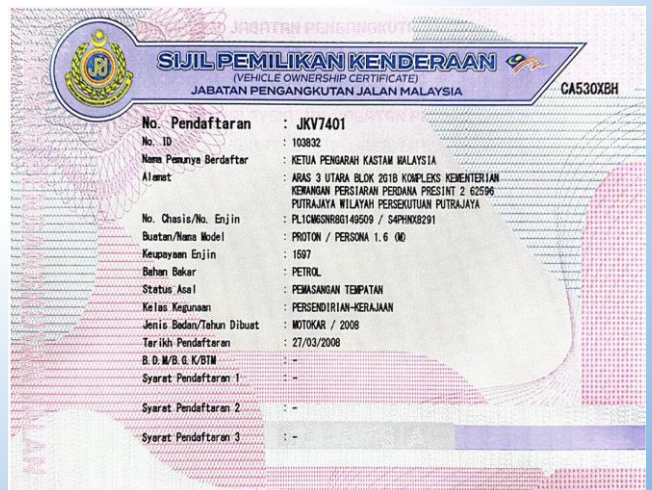 SIJIL PEMILIKAN KENDERAAN
(VEHICLE OWNERSHIP CERTIFICATE)
JABATAN PENGANGKUTAN JALAN MALAYSIA
CA530XBH
No. Pendaftaran : JKV7401
No. ID : 103832
Nama Pemunya Berdaftar : KETUA PENGARAH KASTAM MALAYSIA
Alamat : ARAS 3 UTARA BLOK 2G1B KOMPLEKS KEMENTERIAN
KEWANGAN PERSIARAN PERDANA PRESINT 2 62596
PUTRAJAYA WILAYAH PERSEKUTUAN PUTRAJAYA
No. Chasis/No. Enjin : PL1CM6SNR8G149509 / S4PHNX8291
Buatan/Nama Model : PROTON / PERSONA 1.6 (M)
Keupayaan Enjin : 1597
Bahan Bakar : PETROL
Status Asal : PEMASANGAN TEMPATAN
Kelas Kegunaan : PERSENDIRIAN-KERAJAAN
Jenis Badan/Tahun Dibuat : MOTOKAR / 2008
Tarikh Pendaftaran : 27/03/2008
B.D.M/B.G.K/BTM : -
Syarat Pendaftaran 1 : -
Syarat Pendaftaran 2 : -
Syarat Pendaftaran 3 : -